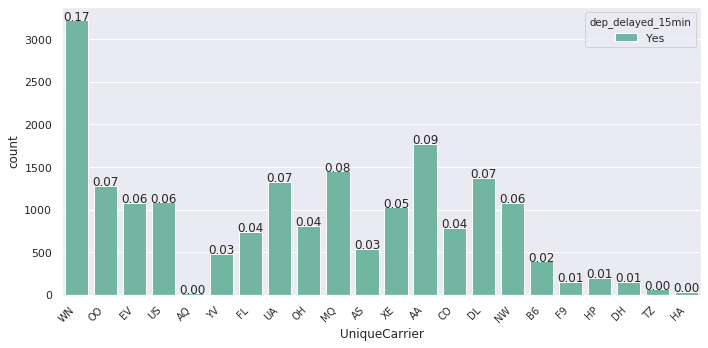 dep_delayed_15min
Yes
count
3000
2500
2000
1500
1000
500
0
0.17
0.07
0.06
0.06
0.00
0.03
0.04
0.07
0.04
0.08
0.03
0.05
0.09
0.04
0.07
0.06
0.02
0.01
0.01
0.01
0.00
0.00
WN
OO
EV
US
AQ
YV
FL
UA
OH
MQ
AS
XE
AA
CO
DL
NW
B6
F9
HP
DH
TZ
HA
UniqueCarrier